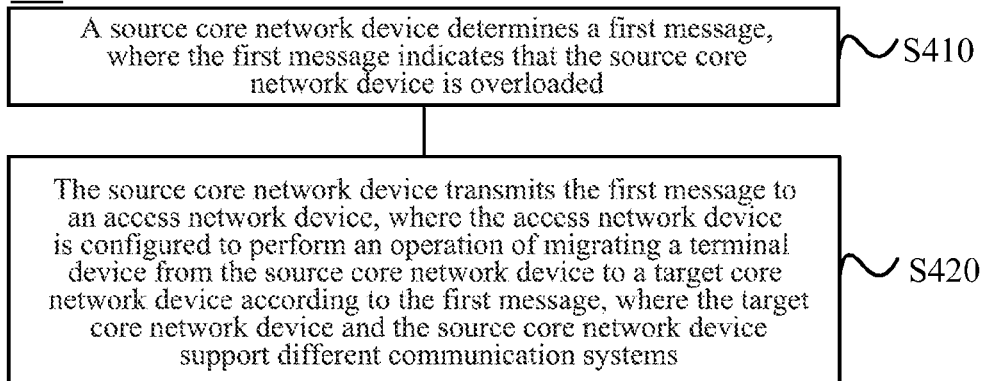 A source core network device determines a first message,
where the first message indicates that the source core
network device is overloaded
S410
The source core network device transmits the first message to
an access network device, where the access network device
is configured to perform an operation of migrating a terminal
device from the source core network device to a target core
network device according to the first message, where the target
core network device and the source core network device
support different communication systems
S420